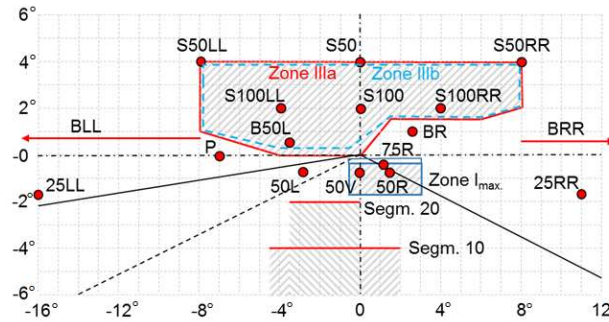 6°
S50LL S50 S50RR
4°
Zone IIIa Zone IIIb
S100LL S100 S100RR
2°
BLL B50L BR BRR
P 75R
-0
25LL 50L 50V 50R Zone Imax. 25RR
-2°
Segm. 20
-4°
Segm. 10
-6°
-16° -12° -8° -4° 0° 4° 8° 12°